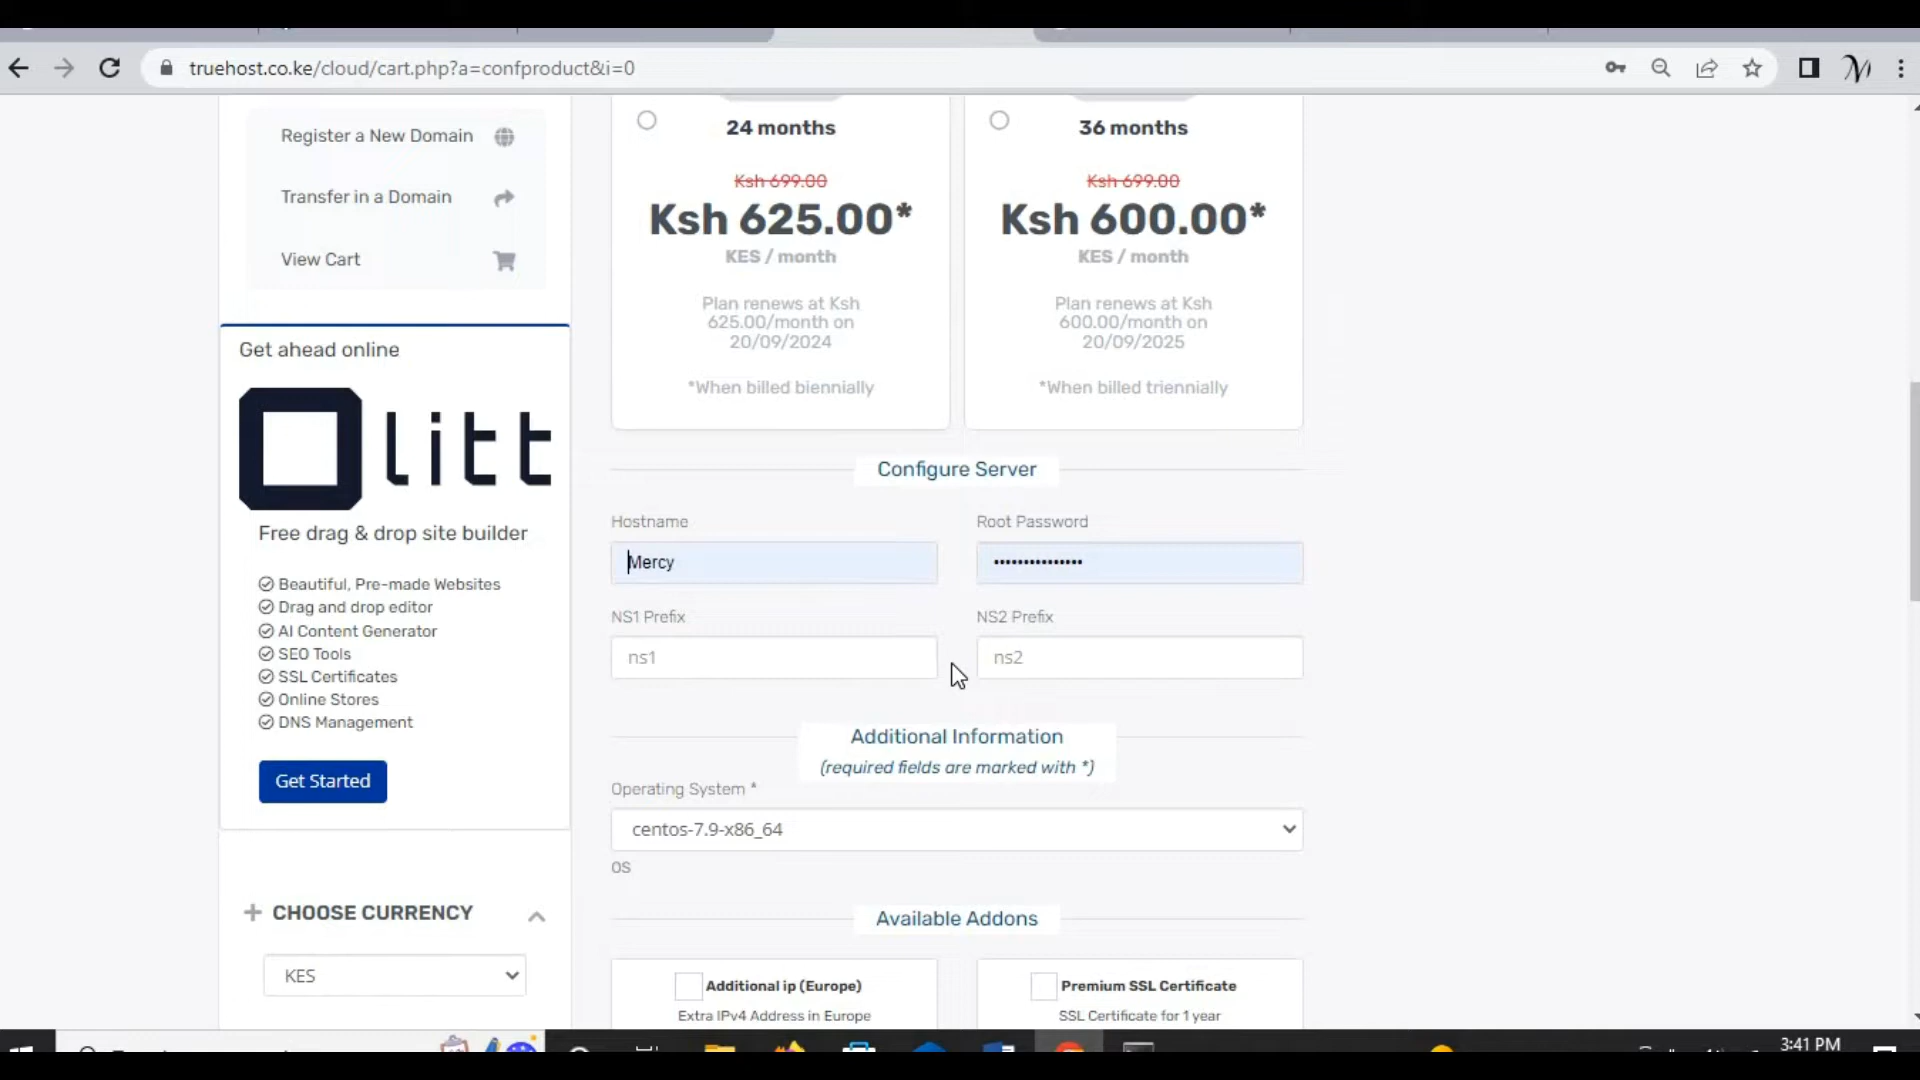 truehost.co.ke/cloud/cart.php?a=confproduct&i=0
Register a New Domain
Transfer in a Domain
View Cart
Get ahead online
Olitt
Free drag & drop site builder
Beautiful, Pre-made Websites
Drag and drop editor
AI Content Generator
SEO Tools
SSL Certificates
Online Stores
DNS Management
Get Started
CHOOSE CURRENCY
KES
24 months
Ksh 699.00
Ksh 625.00*
KES / month
Plan renews at Ksh
625.00/month on
20/09/2024
*When billed biennially
36 months
Ksh 699.00
Ksh 600.00*
KES / month
Plan renews at Ksh
600.00/month on
20/09/2025
*When billed triennially
Configure Server
Hostname
Mercy
Root Password
NS1 Prefix
ns1
NS2 Prefix
ns2
Additional Information
(required fields are marked with *)
Operating System *
centos-7.9-x86_64
OS
Available Addons
Additional ip (Europe)
Extra IPv4 Address in Europe
Premium SSL Certificate
SSL Certificate for 1 year
3:41 PM